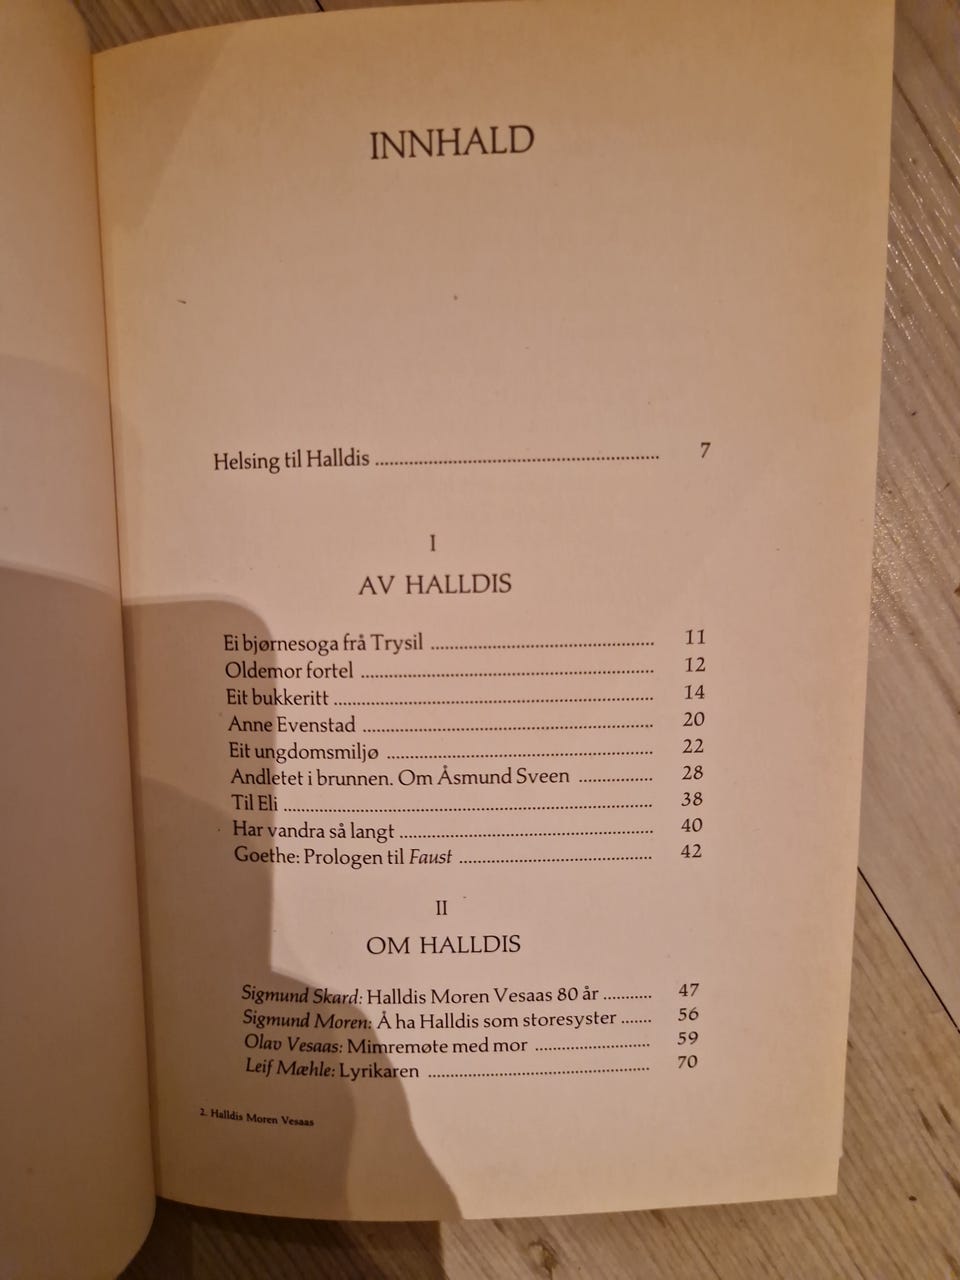 INNHALD
Helsing til Halldis ............................................................ 7
I
AV HALLDIS
Ei bjørnesoga frå Trysil ............................................... 11
Oldemor fortel .............................................................. 12
Eit bukkeritt .................................................................... 14
Anne Evenstad ............................................................. 20
Eit ungdomsmiljø ........................................................ 22
Andletet i brunnen. Om Åsmund Sveen ................ 28
Til Eli .............................................................................. 38
Har vandra så langt ..................................................... 40
Goethe: Prologen til Faust ......................................... 42
II
OM HALLDIS
Sigmund Skard: Halldis Moren Vesaas 80 år .......... 47
Sigmund Moren: Å ha Halldis som storesyster ...... 56
Olav Vesaas: Mimremøte med mor ........................ 59
Leif Mæhle: Lyrikaren ............................................... 70
2. Halldis Moren Vesaas